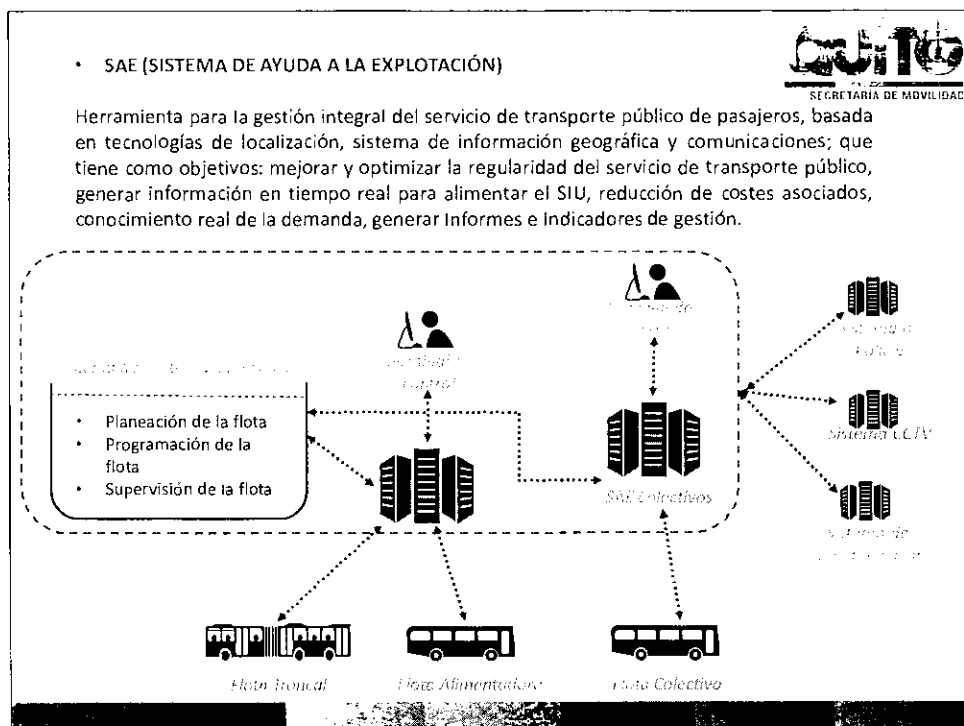 • SAE (SISTEMA DE AYUDA A LA EXPLOTACIÓN)
QUITO
SECRETARÍA DE MOVILIDAD
Herramienta para la gestión integral del servicio de transporte público de pasajeros, basada
en tecnologías de localización, sistema de información geográfica y comunicaciones; que
tiene como objetivos: mejorar y optimizar la regularidad del servicio de transporte público,
generar información en tiempo real para alimentar el SIU, reducción de costes asociados,
conocimiento real de la demanda, generar Informes e Indicadores de gestión.
Control
• Planeación de la flota
• Programación de la
flota
• Supervisión de la flota
SAE Colectivos
Sistema CCTV
Sistema de
Flota Troncal
Flota Alimentadora
Flota Colectivo